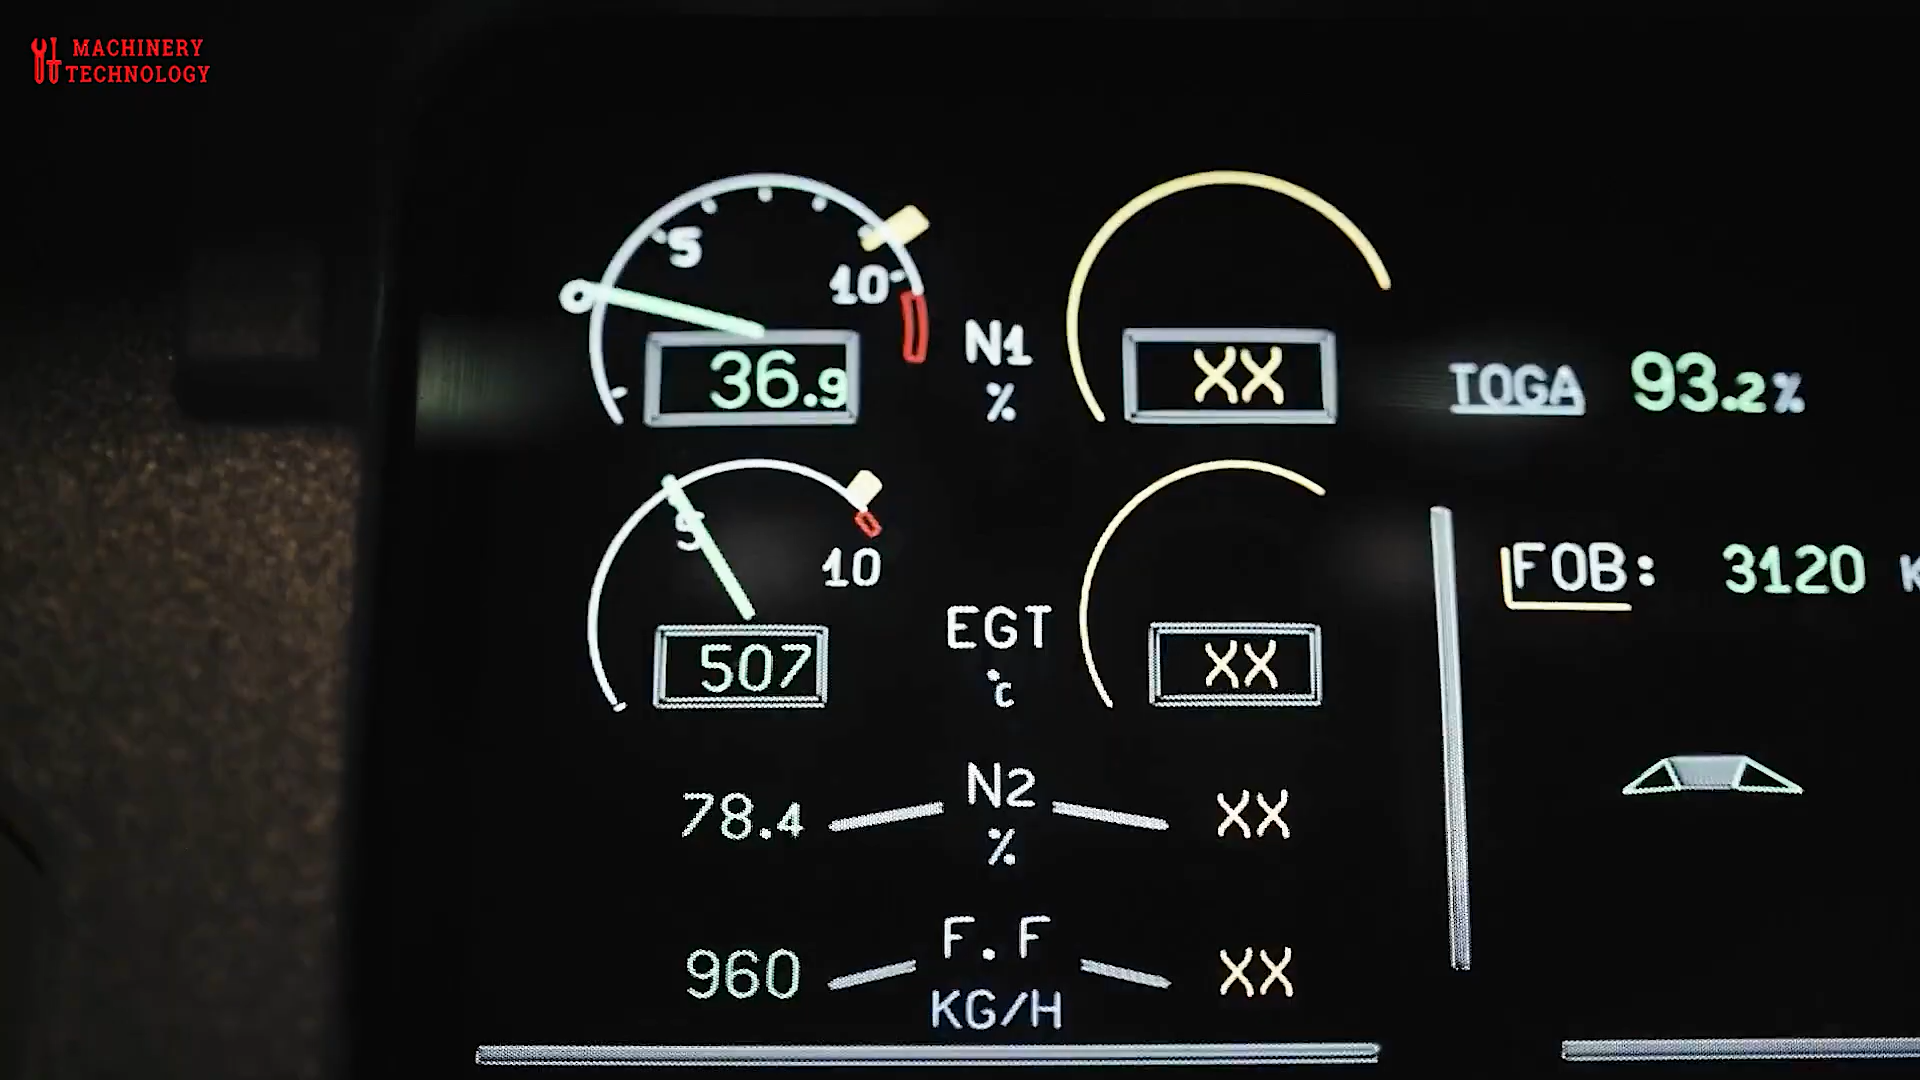 MACHINERY
TECHNOLOGY
5
10
36.9
N1
%
XX
TOGA 93.2%
5
10
507
EGT
°C
XX
FOB: 3120 K
78.4
N2
%
XX
960
F.F
KG/H
XX